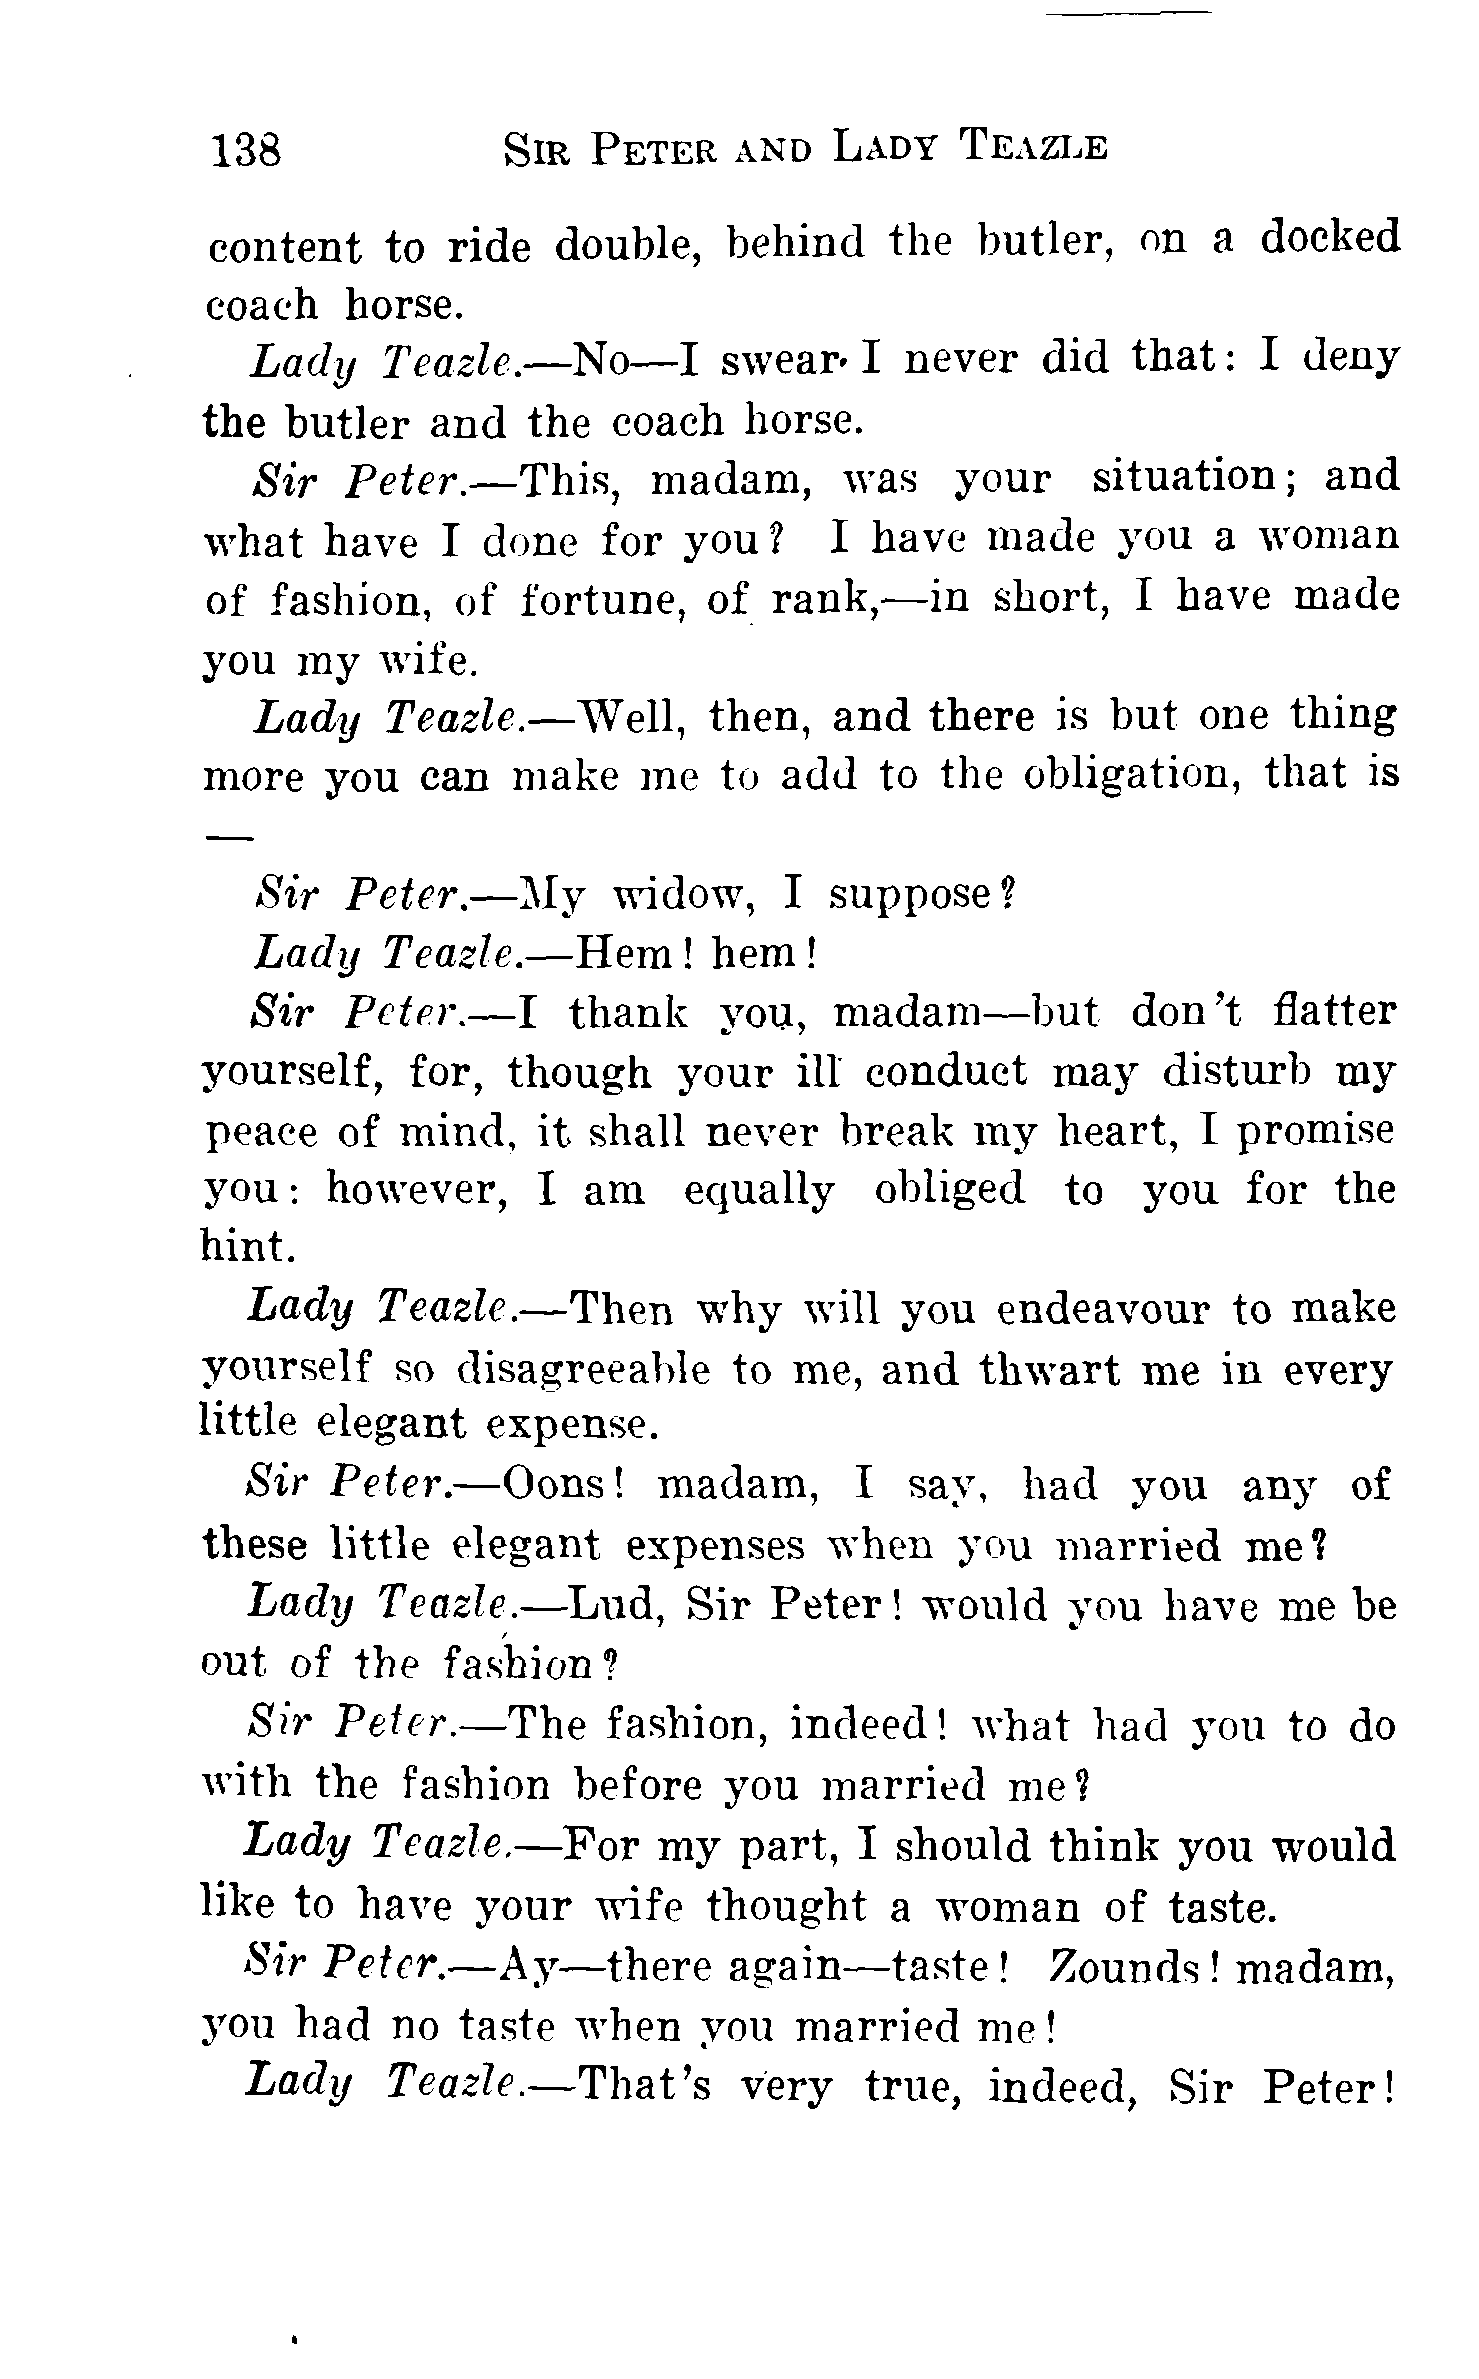 138 SIR PETER AND LADY TEAZLE
content to ride double, behind the butler, on a docked
coach horse.
Lady Teazle.—No—I swear I never did that: I deny
the butler and the coach horse.
Sir Peter.—This, madam, was your situation; and
what have I done for you? I have made you a woman
of fashion, of fortune, of rank,—in short, I have made
you my wife.
Lady Teazle.—Well, then, and there is but one thing
more you can make me to add to the obligation, that is
—
Sir Peter.—My widow, I suppose?
Lady Teazle.—Hem! hem!
Sir Peter.—I thank you, madam—but don't flatter
yourself, for, though your ill conduct may disturb my
peace of mind, it shall never break my heart, I promise
you: however, I am equally obliged to you for the
hint.
Lady Teazle.—Then why will you endeavour to make
yourself so disagreeable to me, and thwart me in every
little elegant expense.
Sir Peter.—Oons! madam, I say, had you any of
these little elegant expenses when you married me?
Lady Teazle.—Lud, Sir Peter! would you have me be
out of the fashion?
Sir Peter.—The fashion, indeed! what had you to do
with the fashion before you married me?
Lady Teazle.—For my part, I should think you would
like to have your wife thought a woman of taste.
Sir Peter.—Ay—there again—taste! Zounds! madam,
you had no taste when you married me!
Lady Teazle.—That's very true, indeed, Sir Peter!